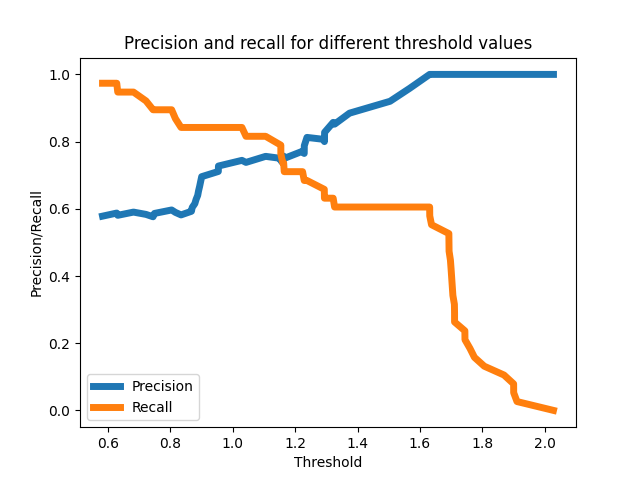 Precision and recall for different threshold values
Precision/Recall
1.0
0.8
0.6
0.4
0.2
0.0
Precision
Recall
0.6 0.8 1.0 1.2 1.4 1.6 1.8 2.0
Threshold